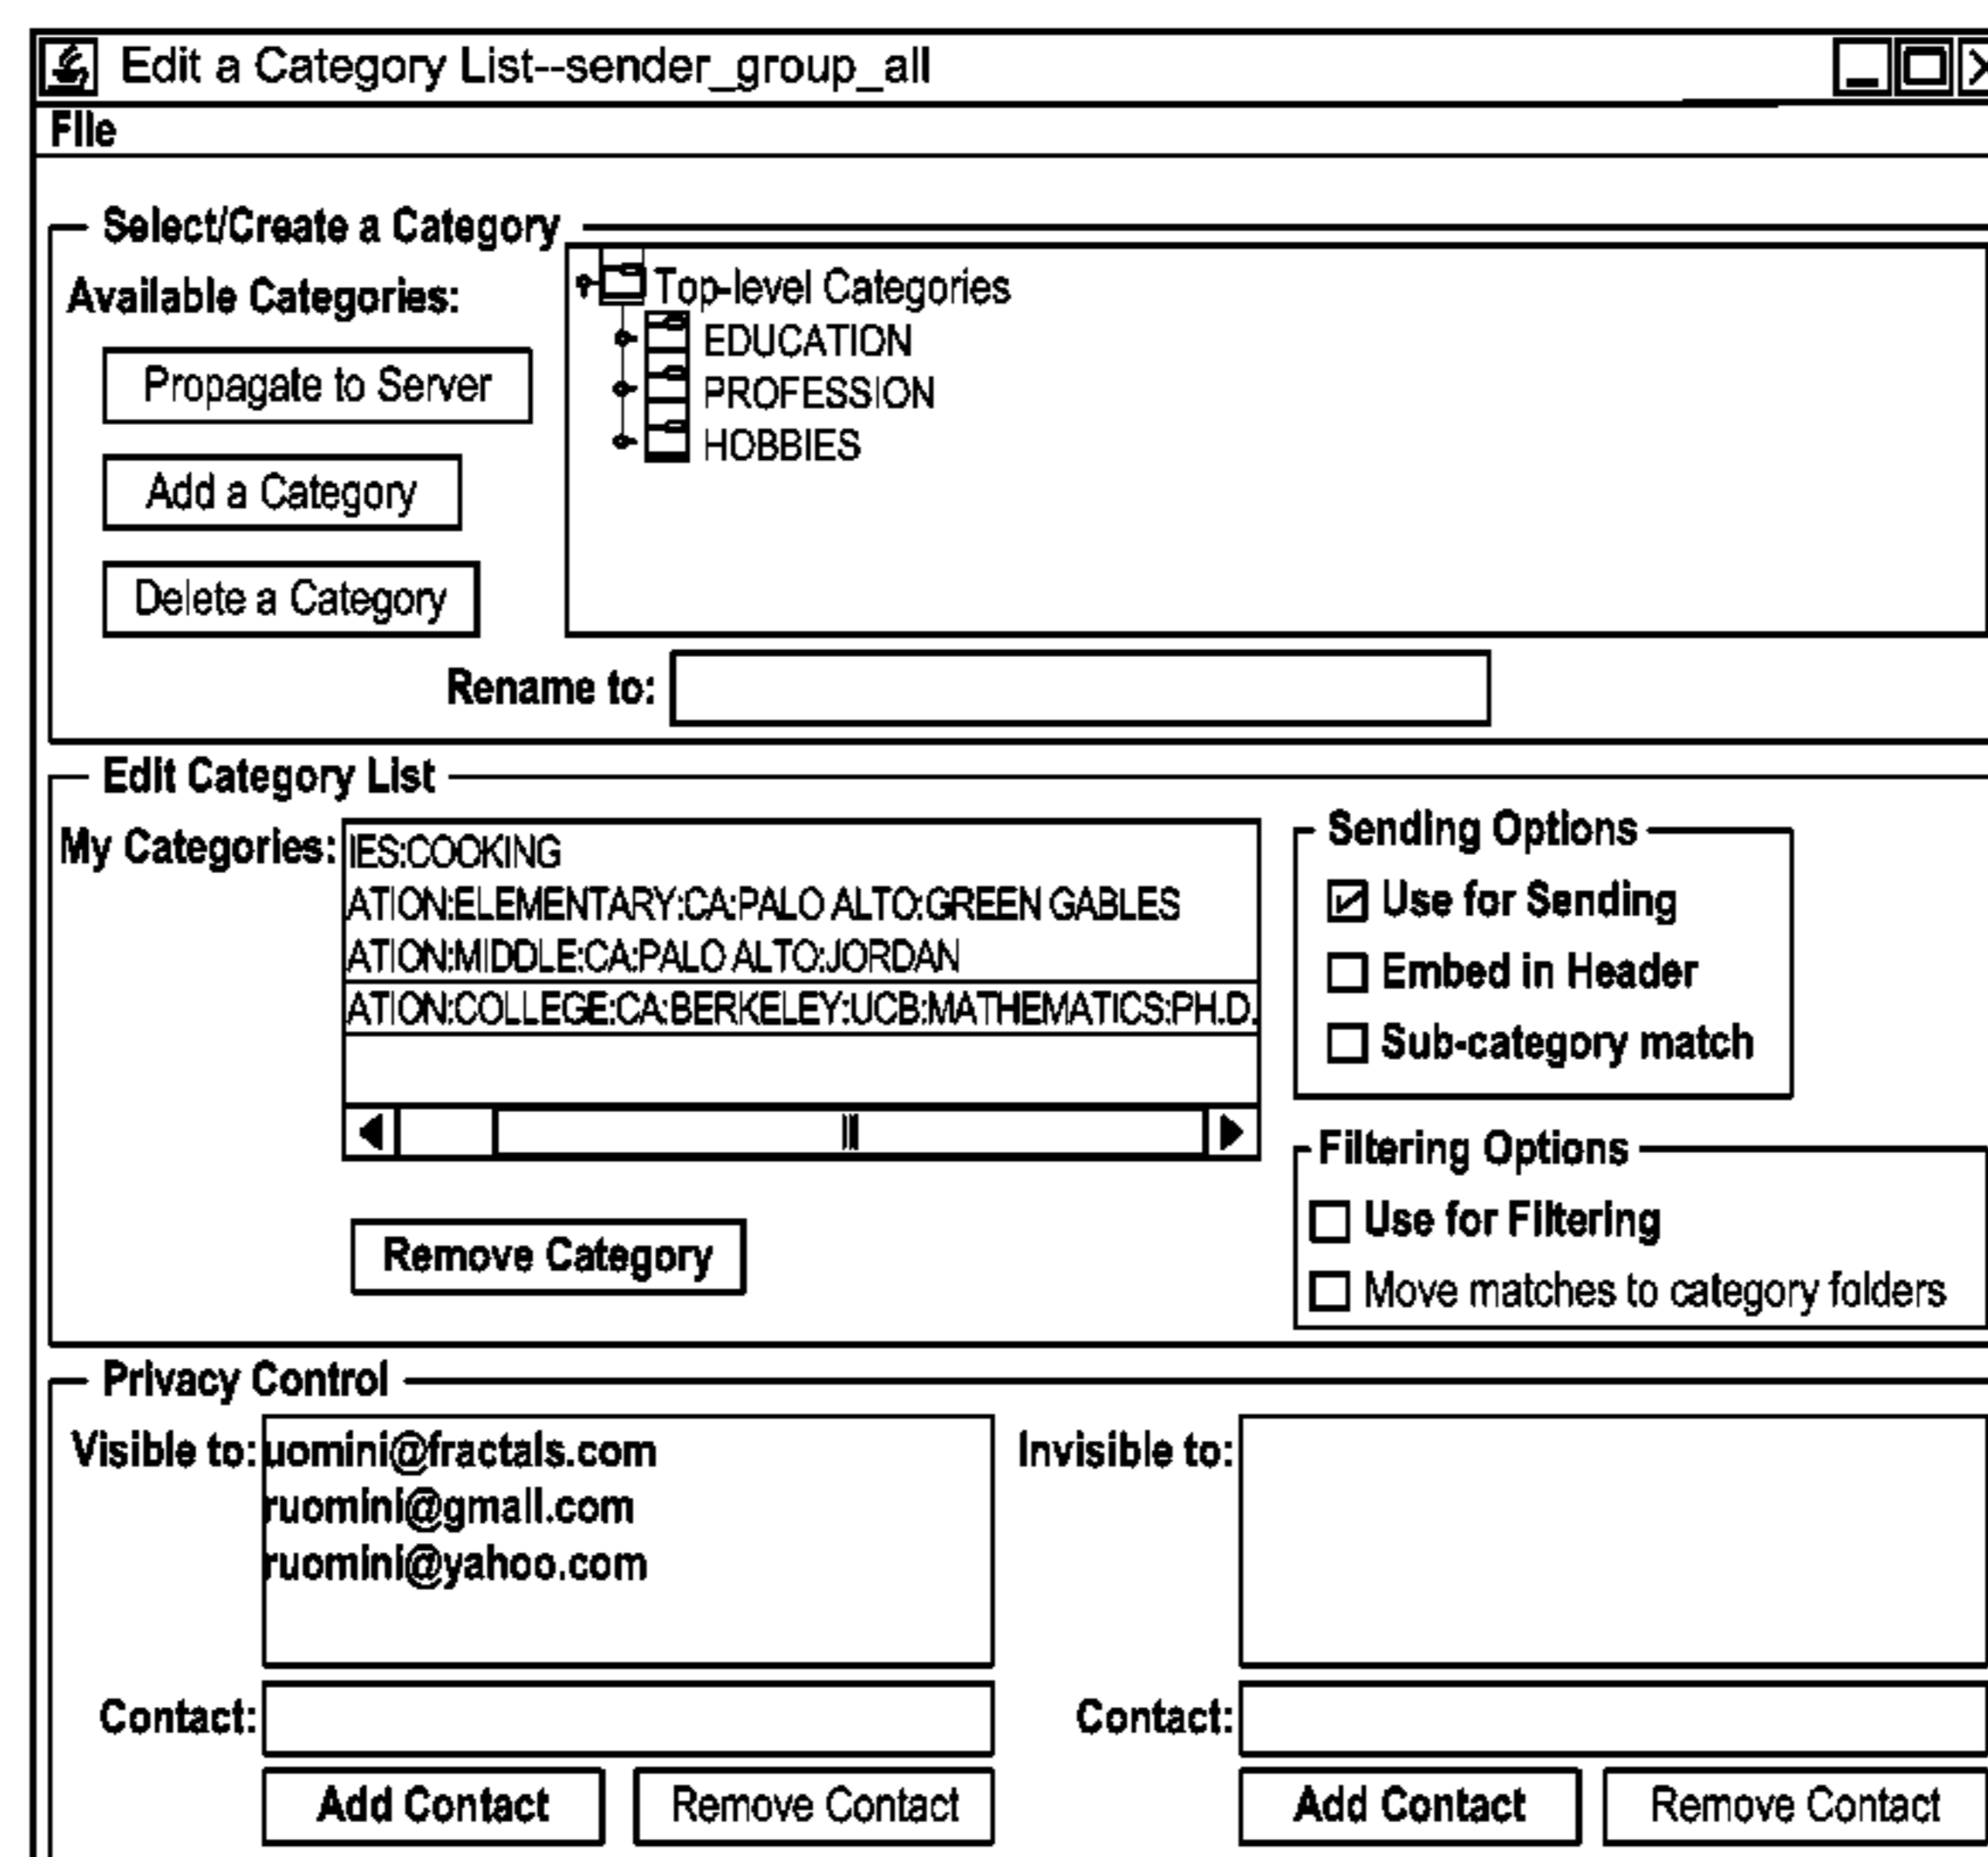 Edit a Category List--sender_group_all
File
Select/Create a Category
Available Categories:
Propagate to Server
Add a Category
Delete a Category
Top-level Categories
EDUCATION
PROFESSION
HOBBIES
Rename to:
Edit Category List
My Categories:
IES:COOKING
ATION:ELEMENTARY:CA:PALO ALTO:GREEN GABLES
ATION:MIDDLE:CA:PALO ALTO:JORDAN
ATION:COLLEGE:CA:BERKELEY:UCB:MATHEMATICS:PH.D.
Remove Category
Sending Options
Use for Sending
Embed in Header
Sub-category match
Filtering Options
Use for Filtering
Move matches to category folders
Privacy Control
Visible to:
uomini@fractals.com
ruomini@gmail.com
ruomini@yahoo.com
Contact:
Add Contact
Remove Contact
Invisible to:
Contact:
Add Contact
Remove Contact